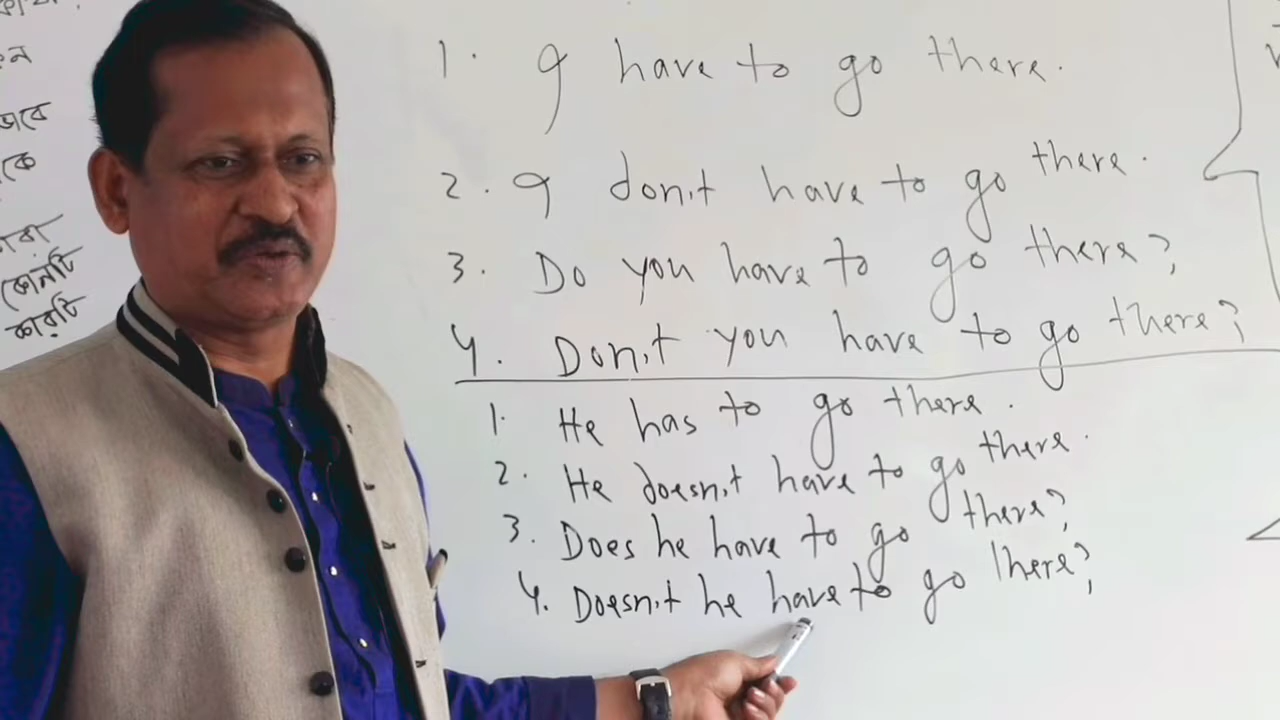 ভাবে
কে
কোনটি
কারটি
1. I have to go there.
2. I don't have to go there.
3. Do you have to go there?
4. Don't you have to go there?
1. He has to go there.
2. He doesn't have to go there.
3. Does he have to go there?
4. Doesn't he have to go there?